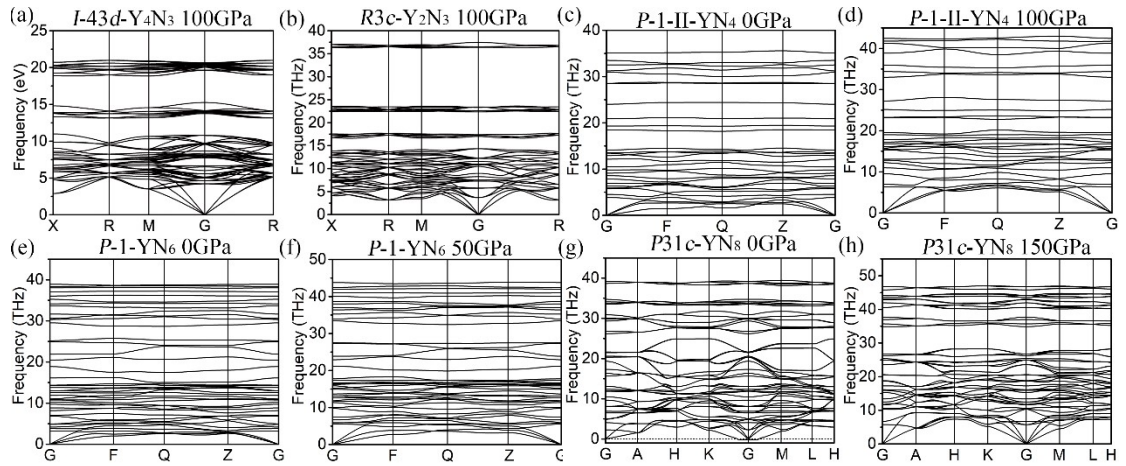 (a) I-43d-Y₄N₃ 100GPa
Frequency (eV)
25
20
15
10
5
0
X R M G R
(b) R3c-Y₂N₃ 100GPa
Frequency (THz)
40
35
30
25
20
15
10
5
0
X R M G R
(c) P-1-II-YN₄ 0GPa
Frequency (THz)
40
30
20
10
0
G F Q Z G
(d) P-1-II-YN₄ 100GPa
Frequency (THz)
40
30
20
10
0
G F Q Z G
(e) P-1-YN₆ 0GPa
Frequency (THz)
40
30
20
10
0
G F Q Z G
(f) P-1-YN₆ 50GPa
Frequency (THz)
50
40
30
20
10
0
G F Q Z G
(g) P31c-YN₈ 0GPa
Frequency (THz)
40
30
20
10
0
G A H K G M L H
(h) P31c-YN₈ 150GPa
Frequency (THz)
50
40
30
20
10
0
G A H K G M L H